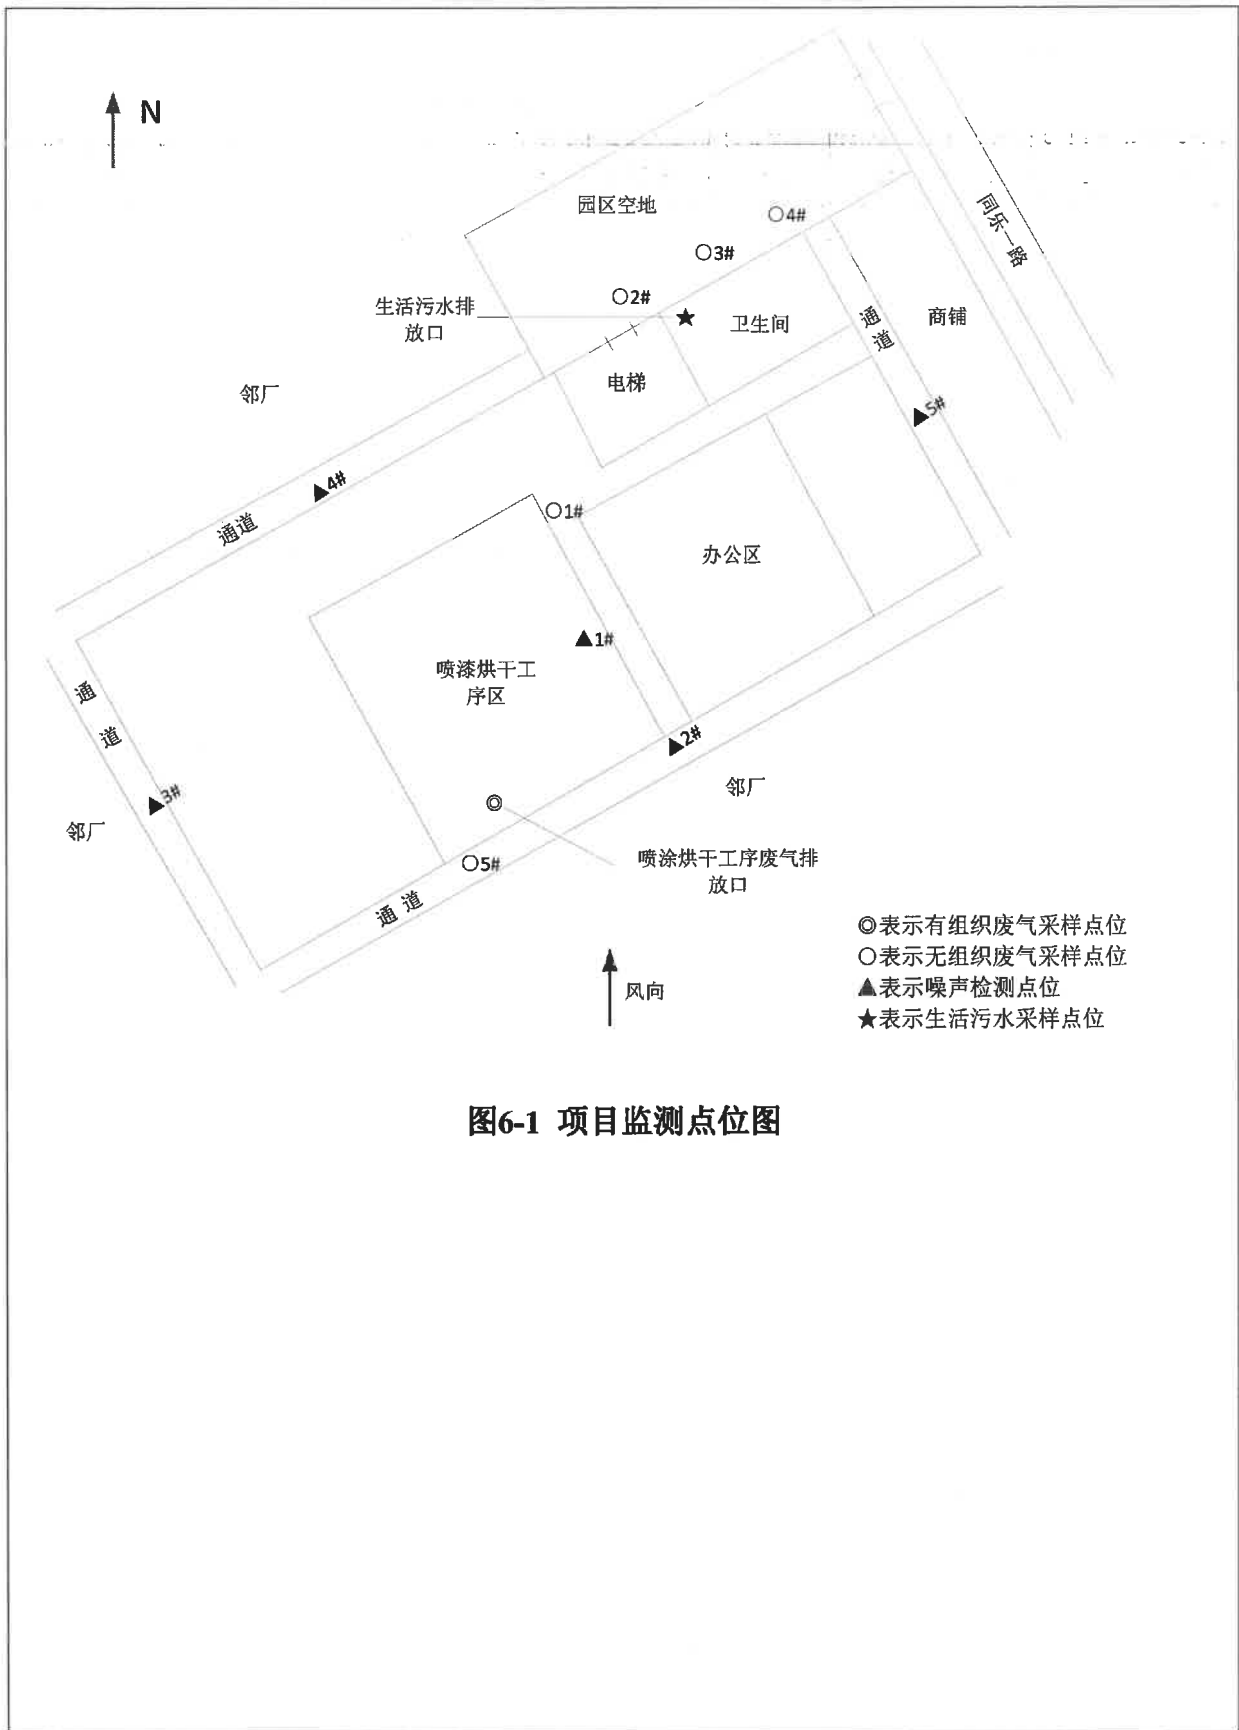 N
园区空地
○4#
同乐一路
○3#
○2#
生活污水排
放口
★
卫生间
通道
商铺
电梯
邻厂
▲5#
▲4#
通道
○1#
办公区
▲1#
喷漆烘干工
序区
通道
▲2#
▲3#
邻厂
邻厂
◎
喷涂烘干工序废气排
放口
○5#
通道
◎表示有组织废气采样点位
○表示无组织废气采样点位
▲表示噪声检测点位
★表示生活污水采样点位
风向
图6-1 项目监测点位图